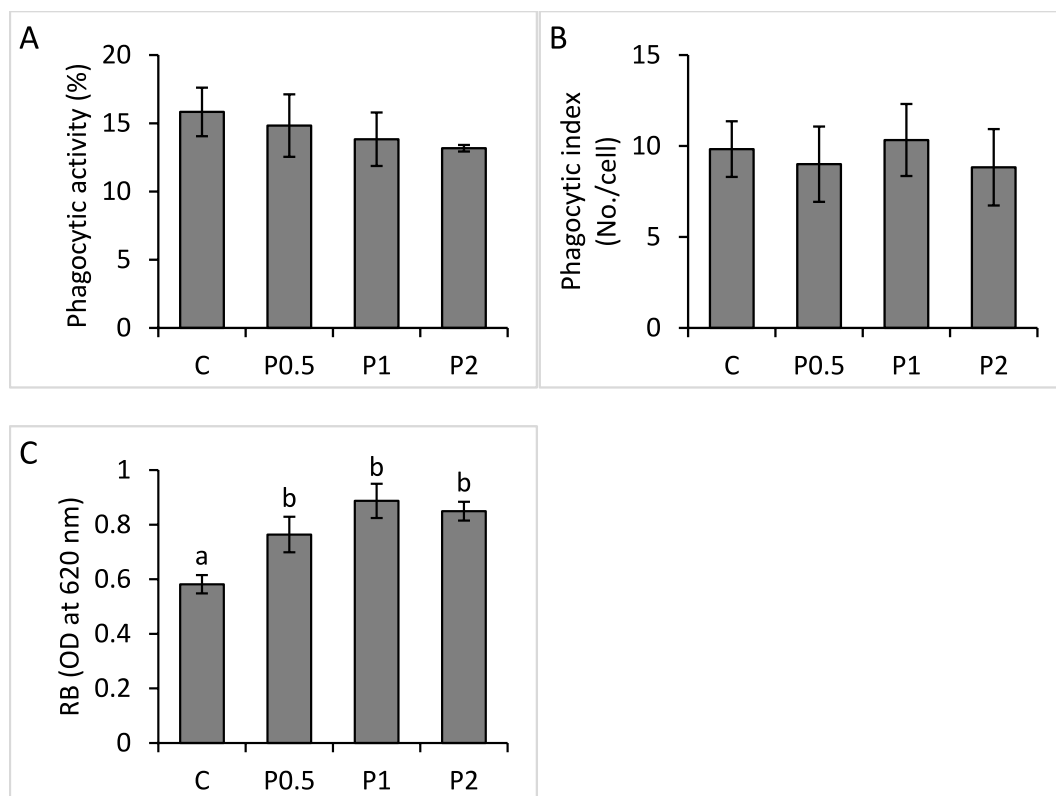 A
Phagocytic activity (%)
20
15
10
5
0
C P0.5 P1 P2
B
Phagocytic index
(No./cell)
15
10
5
0
C P0.5 P1 P2
C
RB (OD at 620 nm)
1
0.8
0.6
0.4
0.2
0
a b b b
C P0.5 P1 P2